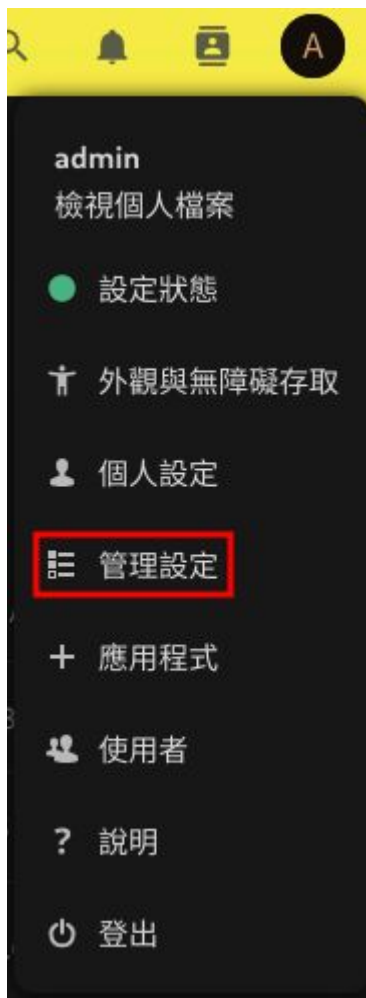 A
admin
檢視個人檔案
設定狀態
外觀與無障礙存取
個人設定
管理設定
應用程式
使用者
? 說明
登出